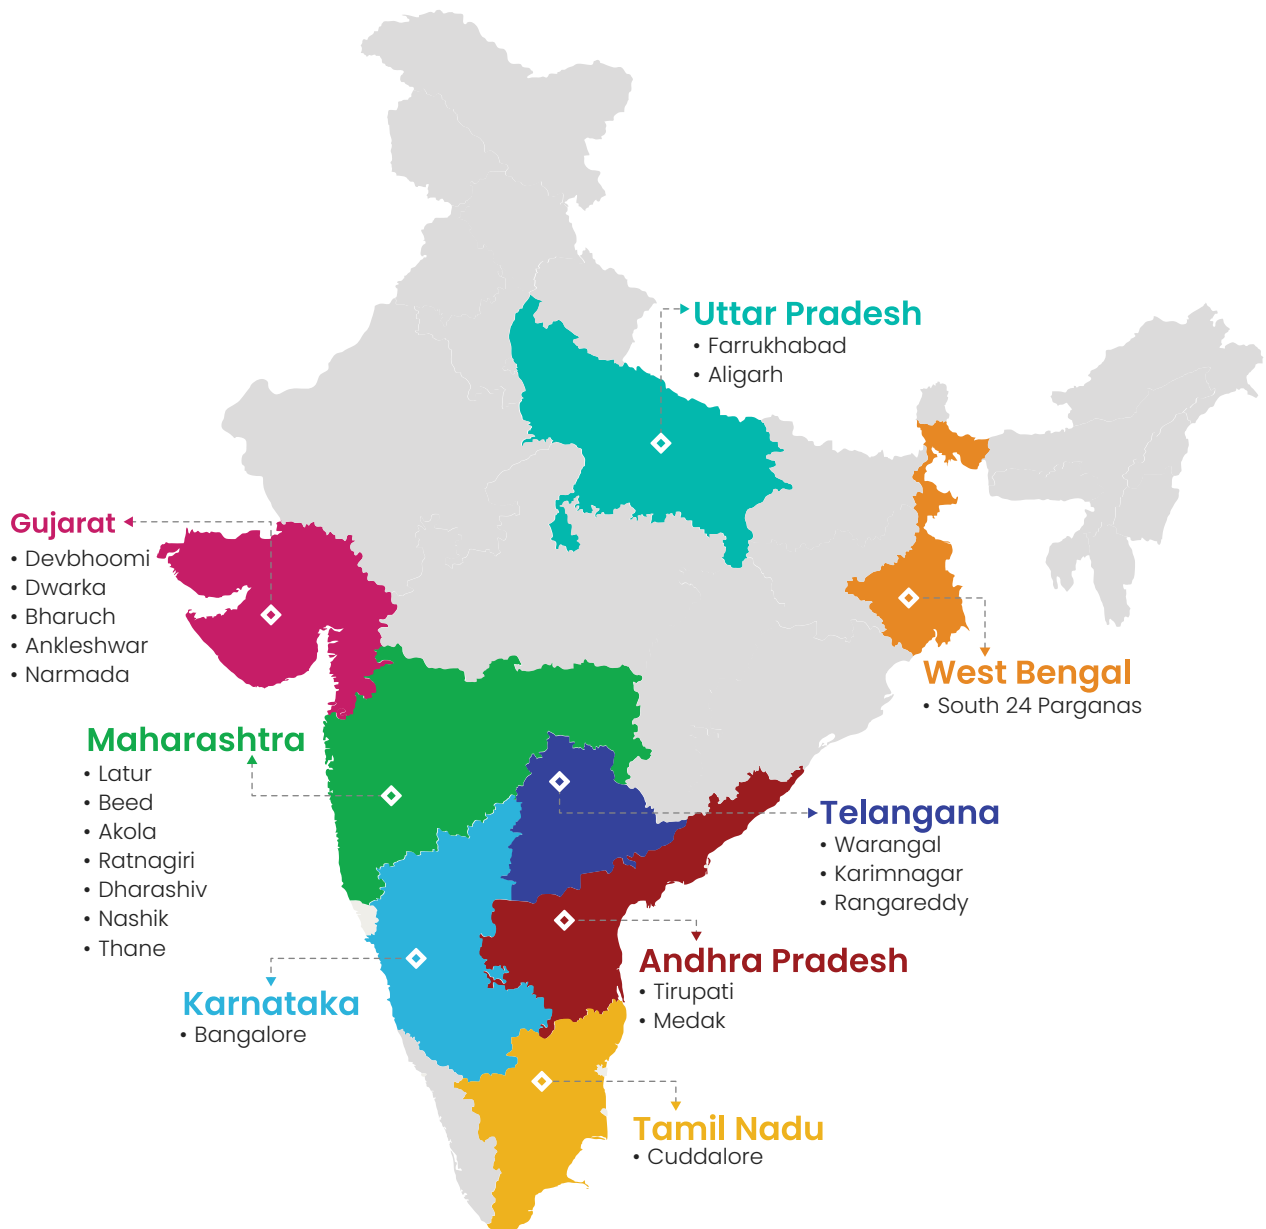 Uttar Pradesh
• Farrukhabad
• Aligarh
Gujarat
• Devbhoomi
• Dwarka
• Bharuch
• Ankleshwar
• Narmada
West Bengal
• South 24 Parganas
Maharashtra
• Latur
• Beed
• Akola
• Ratnagiri
• Dharashiv
• Nashik
• Thane
Telangana
• Warangal
• Karimnagar
• Rangareddy
Andhra Pradesh
• Tirupati
• Medak
Karnataka
• Bangalore
Tamil Nadu
• Cuddalore